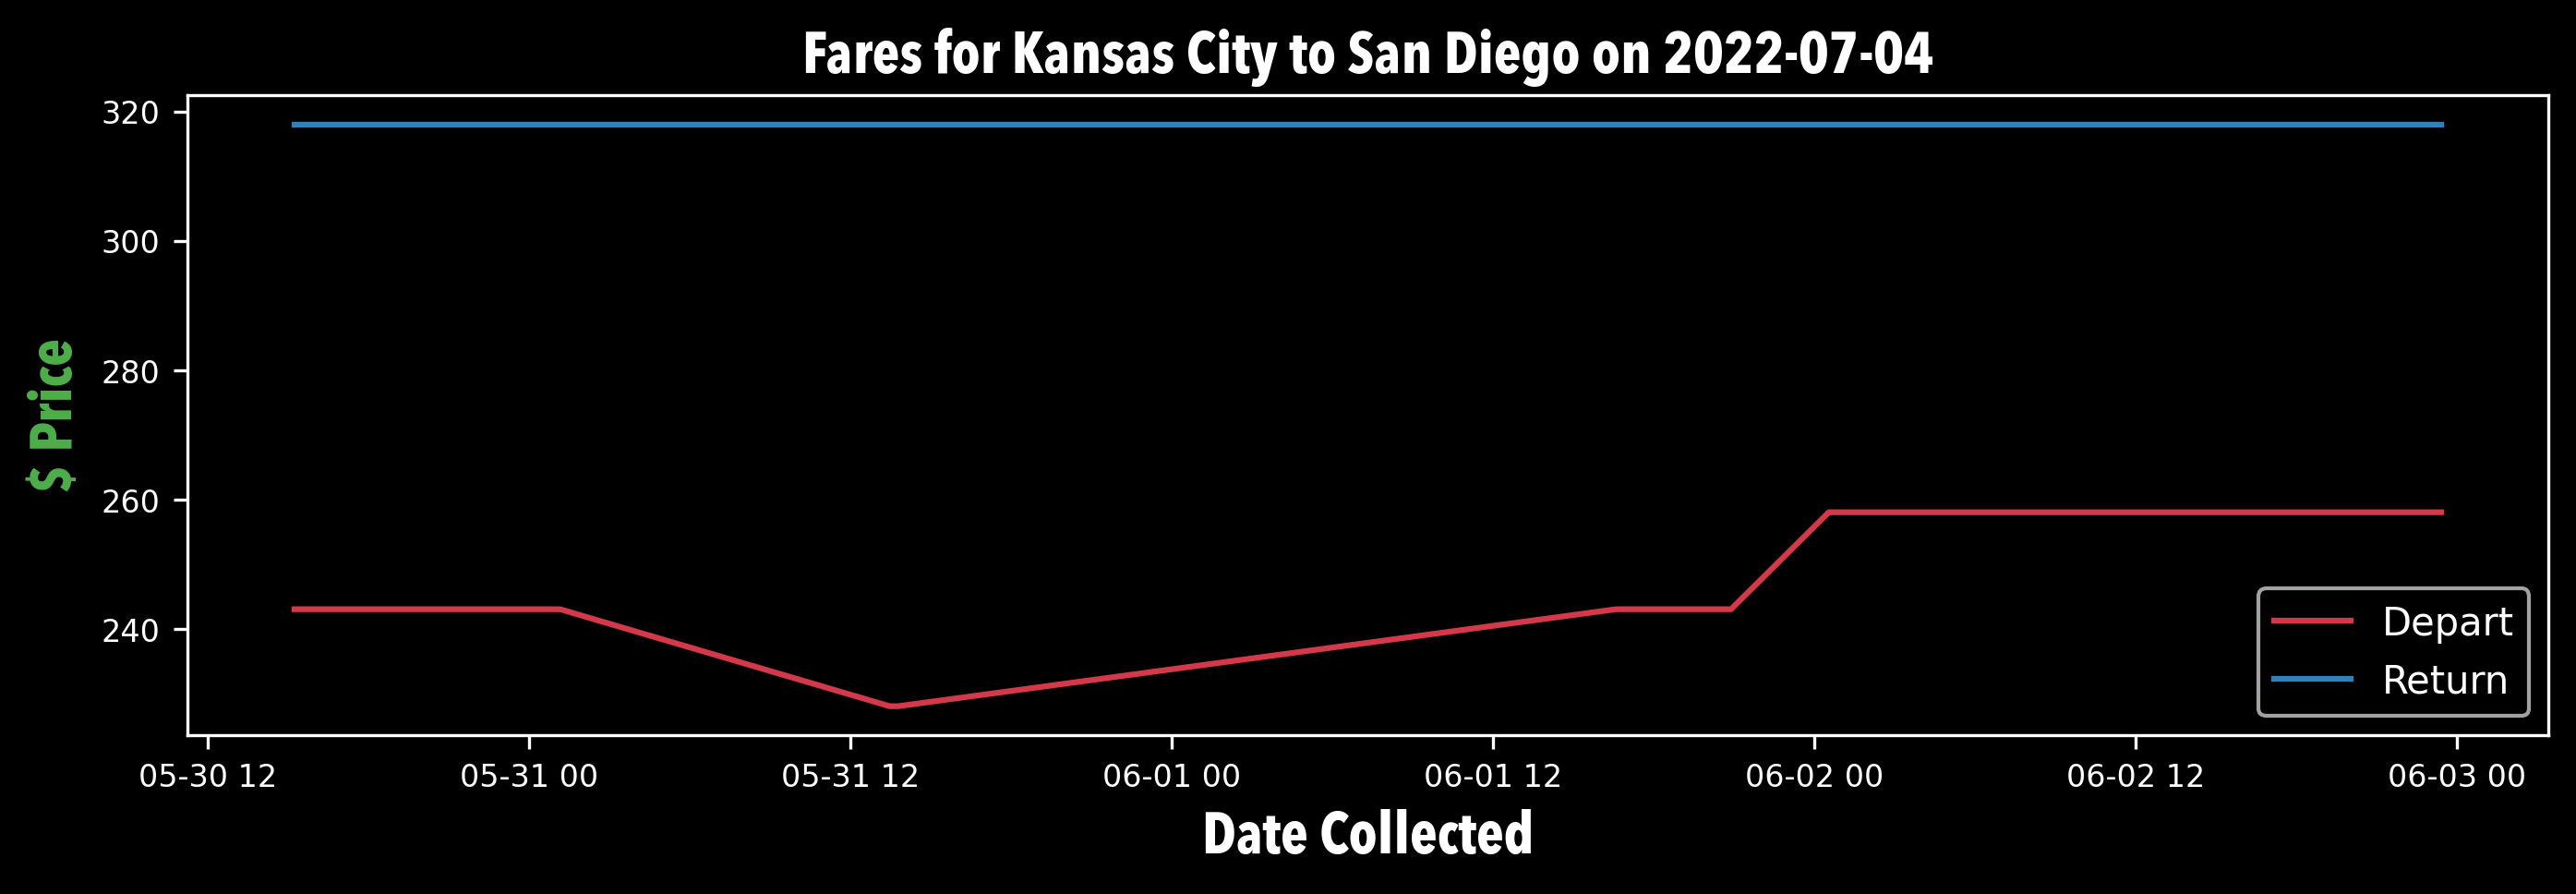 Fares for Kansas City to San Diego on 2022-07-04
$ Price
320
300
280
260
240
Depart
Return
05-30 12
05-31 00
05-31 12
06-01 00
06-01 12
06-02 00
06-02 12
06-03 00
Date Collected